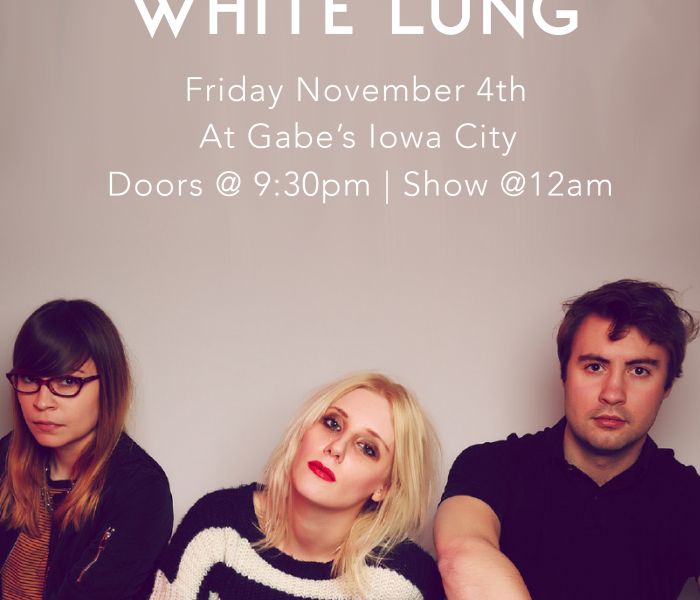 WHITE LUNG
Friday November 4th
At Gabe’s Iowa City
Doors @ 9:30pm | Show @12am